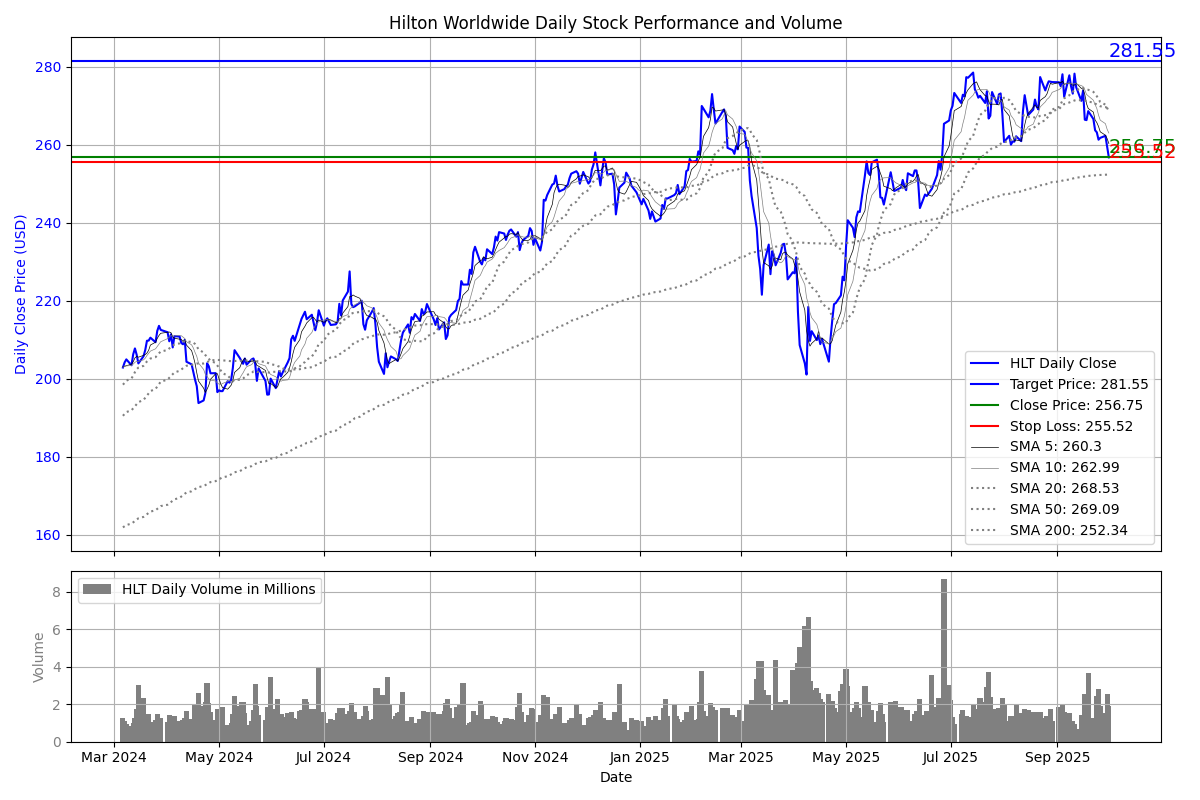 Hilton Worldwide Daily Stock Performance and Volume
Daily Close Price (USD)
280
260
240
220
200
180
160
281.55
256.75
255.52
HLT Daily Close
Target Price: 281.55
Close Price: 256.75
Stop Loss: 255.52
SMA 5: 260.3
SMA 10: 262.99
SMA 20: 268.53
SMA 50: 269.09
SMA 200: 252.34
Volume
8
6
4
2
0
HLT Daily Volume in Millions
Mar 2024
May 2024
Jul 2024
Sep 2024
Nov 2024
Jan 2025
Mar 2025
May 2025
Jul 2025
Sep 2025
Date